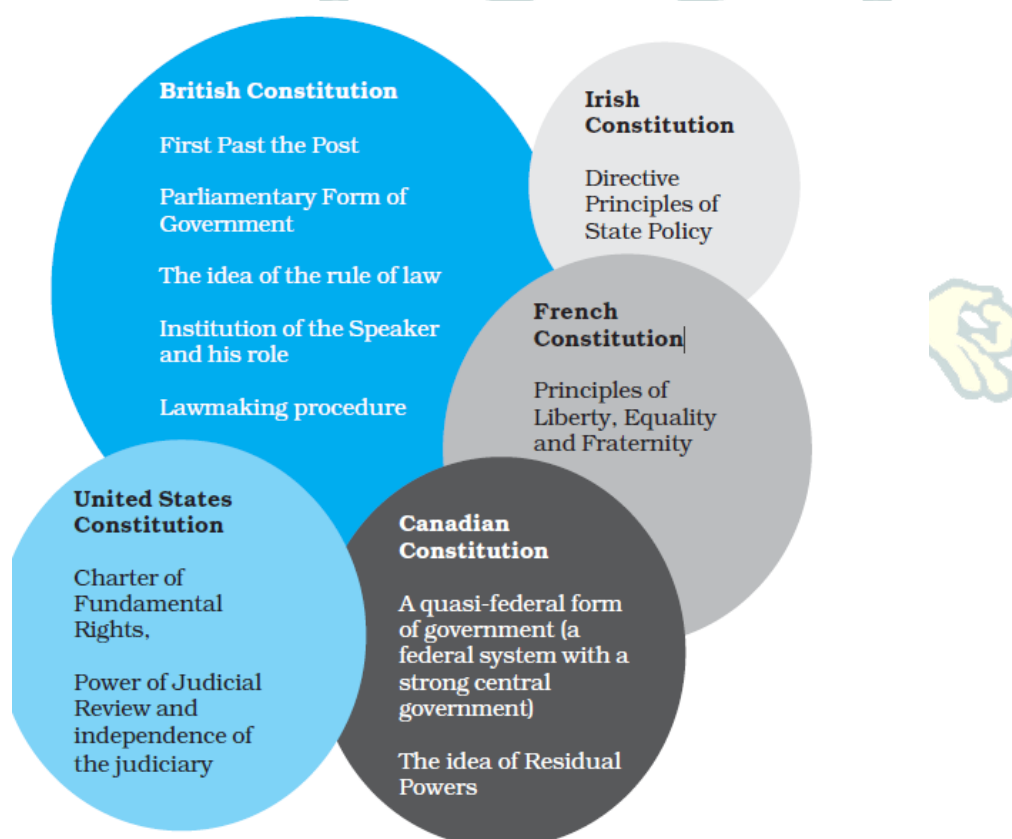 British Constitution
First Past the Post
Parliamentary Form of
Government
The idea of the rule of law
Institution of the Speaker
and his role
Lawmaking procedure
Irish
Constitution
Directive
Principles of
State Policy
French
Constitution
Principles of
Liberty, Equality
and Fraternity
United States
Constitution
Charter of
Fundamental
Rights,
Power of Judicial
Review and
independence of
the judiciary
Canadian
Constitution
A quasi-federal form
of government (a
federal system with a
strong central
government)
The idea of Residual
Powers